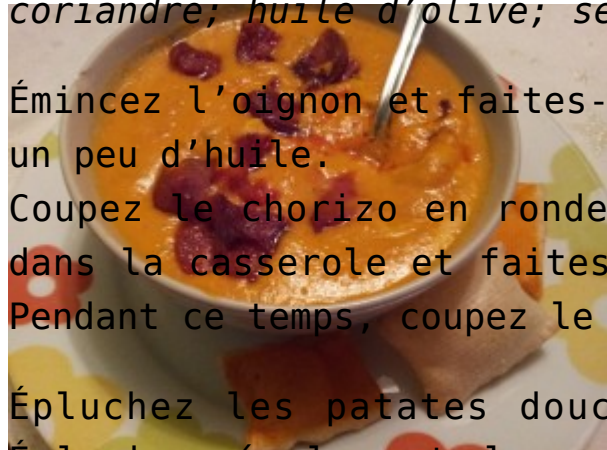 coriandre; huile d’olive; se
Émincez l’oignon et faites-
un peu d’huile.
Coupez le chorizo en ronde
dans la casserole et faites
Pendant ce temps, coupez le
Épluchez les patates douc